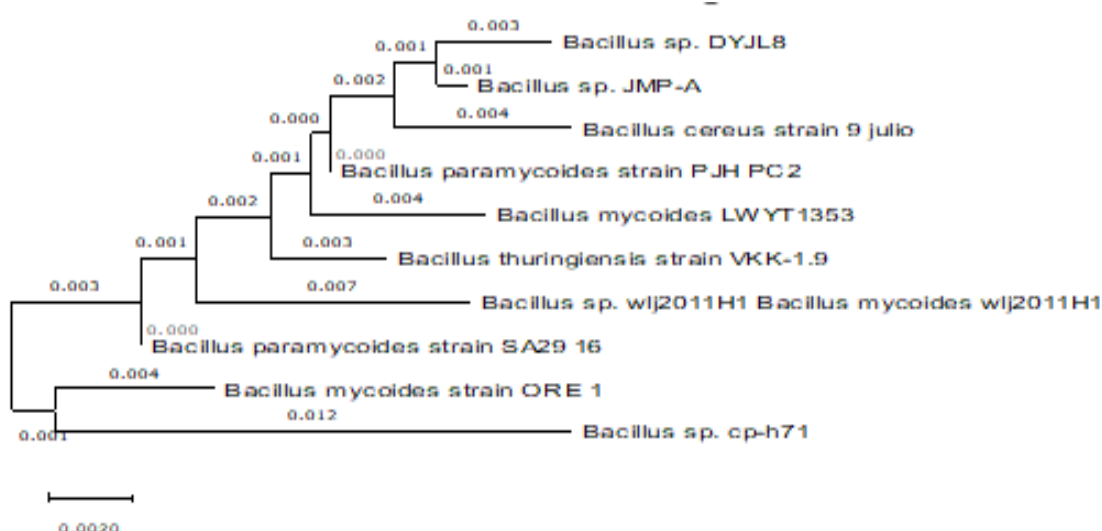 0.003
Bacillus sp. DYJL8
0.001
0.001
Bacillus sp. JMP-A
0.002
0.004
Bacillus cereus strain 9 julio
0.000
0.000
Bacillus paramycoides strain PJH PC2
0.001
0.004
Bacillus mycoides LWYT1353
0.002
0.003
Bacillus thuringiensis strain VKK-1.9
0.001
0.007
Bacillus sp. wlj2011H1 Bacillus mycoides wlj2011H1
0.003
0.000
Bacillus paramycoides strain SA29 16
0.004
Bacillus mycoides strain ORE 1
0.012
Bacillus sp. cp-h71
0.001
0.0020